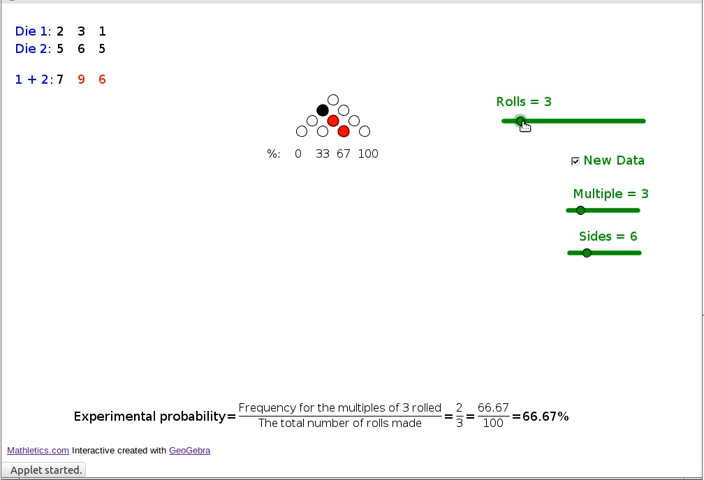 Die 1: 2 3 1
Die 2: 5 6 5
1 + 2: 7 9 6
Rolls = 3
%: 0 33 67 100
New Data
Multiple = 3
Sides = 6
Experimental probability = Frequency for the multiples of 3 rolled / The total number of rolls made = 2/3 = 66.67/100 = 66.67%
Mathletics.com Interactive created with GeoGebra
Applet started.